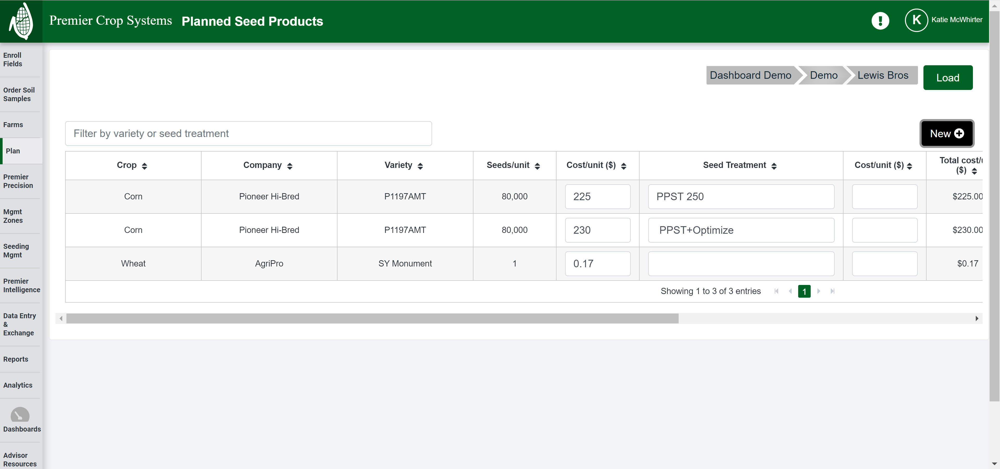 Premier Crop Systems Planned Seed Products
! K Katie McWhirter
Enroll
Fields
Order Soil
Samples
Farms
Plan
Premier
Precision
Mgmt
Zones
Seeding
Mgmt
Premier
Intelligence
Data Entry
&
Exchange
Reports
Analytics
Dashboards
Advisor
Resources
Dashboard Demo Demo Lewis Bros Load
Filter by variety or seed treatment New
Crop Company Variety Seeds/unit Cost/unit ($) Seed Treatment Cost/unit ($) Total cost/
($)
Corn Pioneer Hi-Bred P1197AMT 80,000 225 PPST 250 $225.00
Corn Pioneer Hi-Bred P1197AMT 80,000 230 PPST+Optimize $230.00
Wheat AgriPro SY Monument 1 0.17 $0.17
Showing 1 to 3 of 3 entries 1